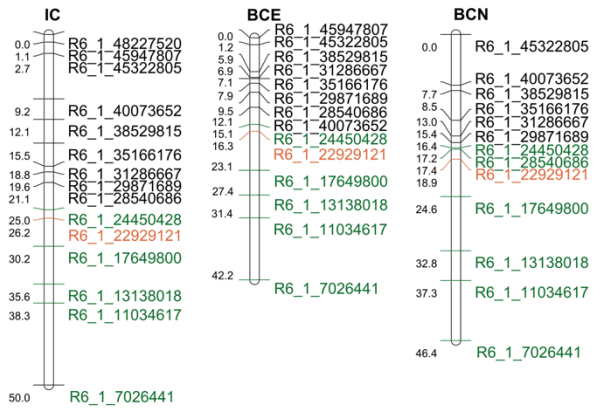 IC
0.0 R6_1_48227520
1.1 R6_1_45947807
2.7 R6_1_45322805
9.2 R6_1_40073652
12.1 R6_1_38529815
15.5 R6_1_35166176
18.8 R6_1_31286667
19.6 R6_1_29871689
21.1 R6_1_28540686
25.0 R6_1_24450428
26.2 R6_1_22929121
30.2 R6_1_17649800
35.6 R6_1_13138018
38.3 R6_1_11034617
50.0 R6_1_7026441
BCE
0.0 R6_1_45947807
1.2 R6_1_45322805
5.9 R6_1_38529815
6.9 R6_1_31286667
7.1 R6_1_35166176
7.9 R6_1_29871689
9.5 R6_1_28540686
12.1 R6_1_40073652
15.1 R6_1_24450428
16.3 R6_1_22929121
23.1 R6_1_17649800
27.4 R6_1_13138018
31.4 R6_1_11034617
42.2 R6_1_7026441
BCN
0.0 R6_1_45322805
7.7 R6_1_40073652
8.5 R6_1_38529815
13.0 R6_1_35166176
15.4 R6_1_31286667
16.4 R6_1_29871689
17.2 R6_1_24450428
17.4 R6_1_28540686
18.9 R6_1_22929121
24.6 R6_1_17649800
32.8 R6_1_13138018
37.3 R6_1_11034617
46.4 R6_1_7026441